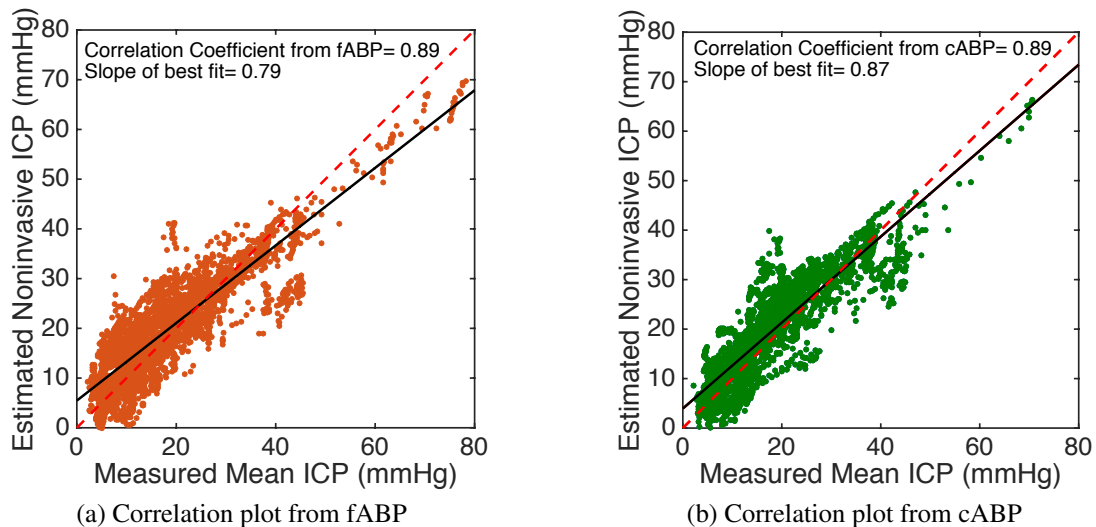 Correlation Coefficient from fABP= 0.89
Slope of best fit= 0.79
Estimated Noninvasive ICP (mmHg)
80
70
60
50
40
30
20
10
0
0 20 40 60 80
Measured Mean ICP (mmHg)
(a) Correlation plot from fABP
Correlation Coefficient from cABP= 0.89
Slope of best fit= 0.87
Estimated Noninvasive ICP (mmHg)
80
70
60
50
40
30
20
10
0
0 20 40 60 80
Measured Mean ICP (mmHg)
(b) Correlation plot from cABP